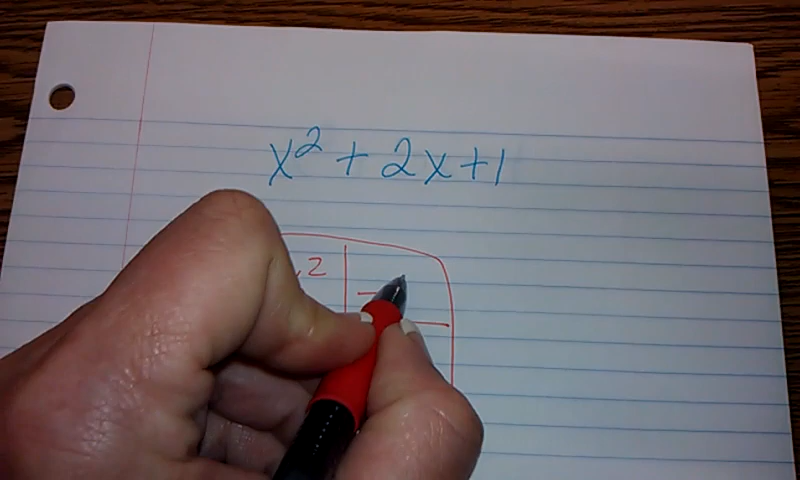 x² + 2x + 1